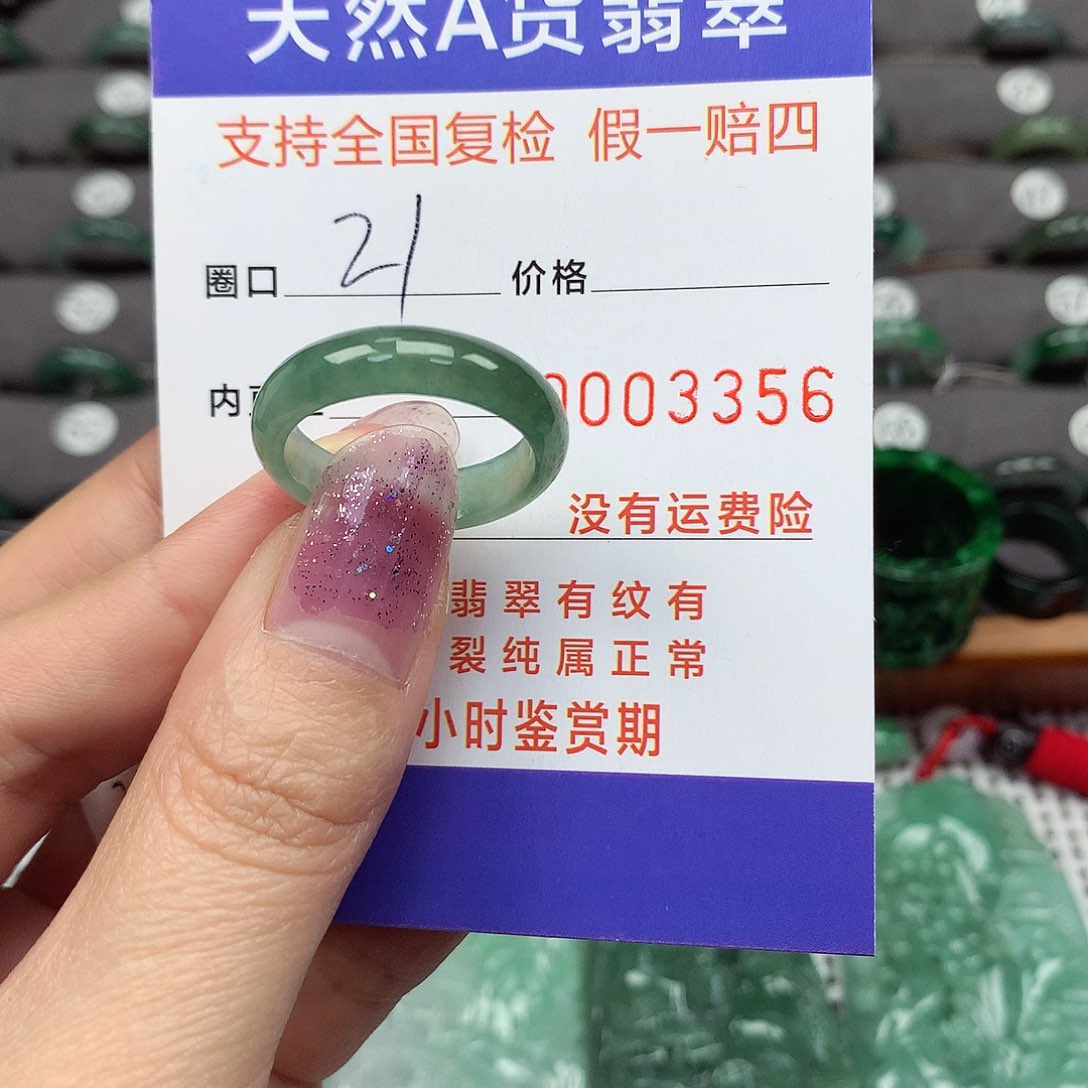 天然A货翡翠
支持全国复检 假一赔四
圈口 21 价格
内
0003356
没有运费险
翡翠有纹有
裂纯属正常
小时鉴赏期